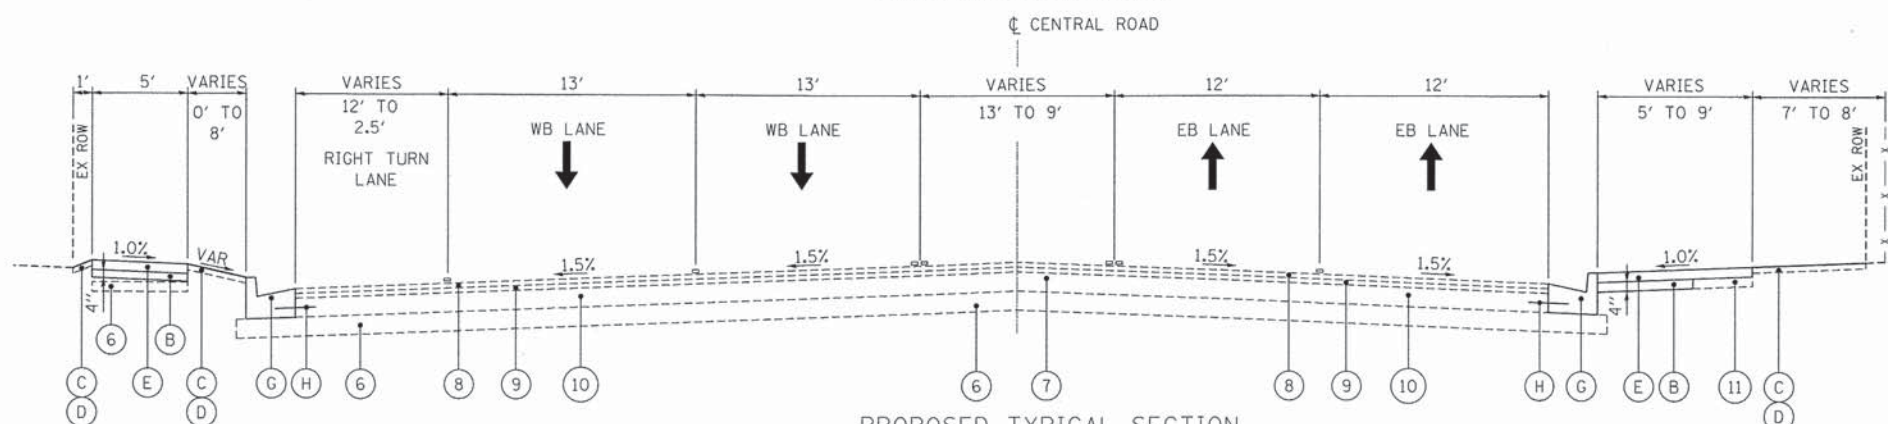 ℄ CENTRAL ROAD
1' 5' VARIES VARIES 13' 13' VARIES 12' 12' VARIES VARIES
0' TO 8' 12' TO 2.5' 13' TO 9' 5' TO 9' 7' TO 8'
WB LANE WB LANE EB LANE EB LANE
RIGHT TURN LANE
EX ROW EX ROW
x x x
1.0% VAR 1.5% 1.5% 1.5% 1.5% 1.0%
4" 4"
6 B
C E C G H 6 8 9 10 6 7 8 9 10 H G E B 11 C
D D D
PROPOSED TYPICAL SECTION